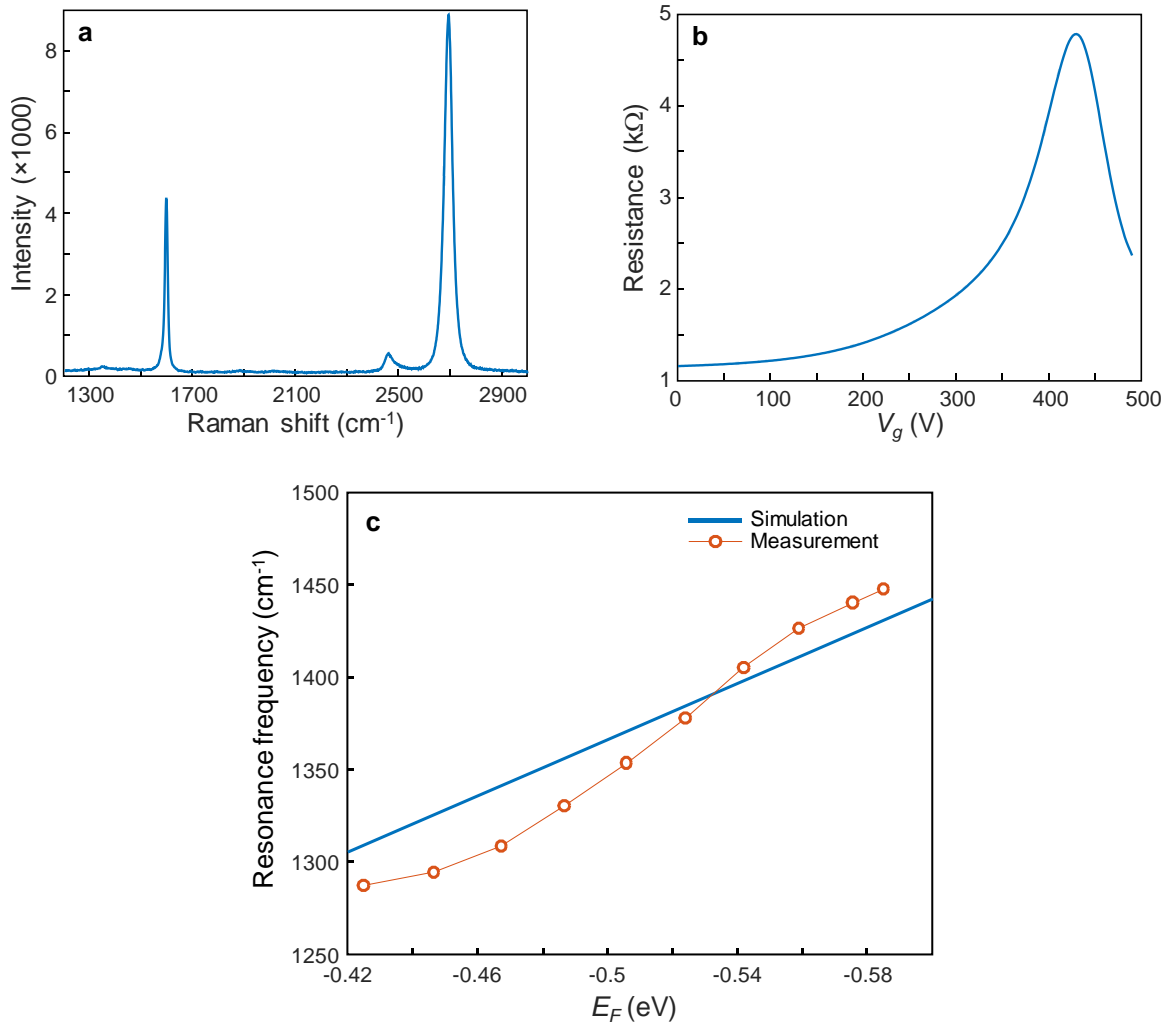 a
8
6
4
2
0
Intensity (×1000)
1300 1700 2100 2500 2900
Raman shift (cm-1)
b
5
4
3
2
1
Resistance (kΩ)
0 100 200 300 400 500
Vg (V)
c
1500
1450
1400
1350
1300
1250
Resonance frequency (cm-1)
Simulation
Measurement
-0.42 -0.46 -0.5 -0.54 -0.58
EF (eV)